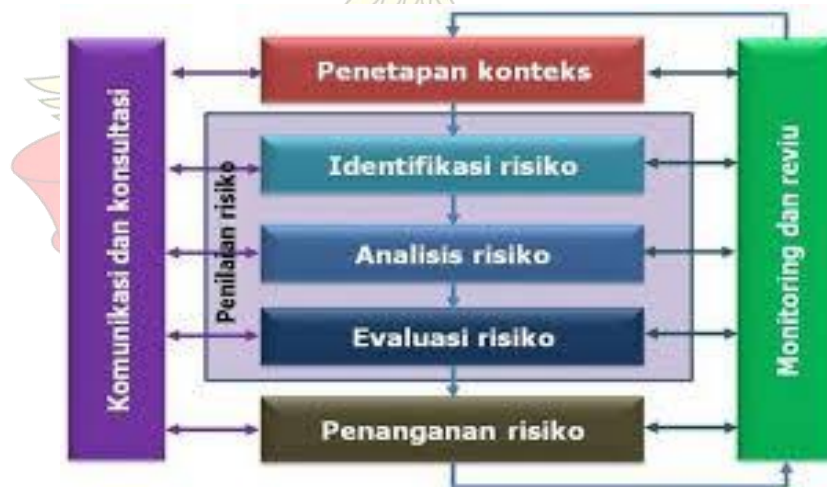 Penetapan konteks
Komunikasi dan konsultasi
Penilaian risiko
Identifikasi risiko
Analisis risiko
Evaluasi risiko
Penanganan risiko
Monitoring dan reviu